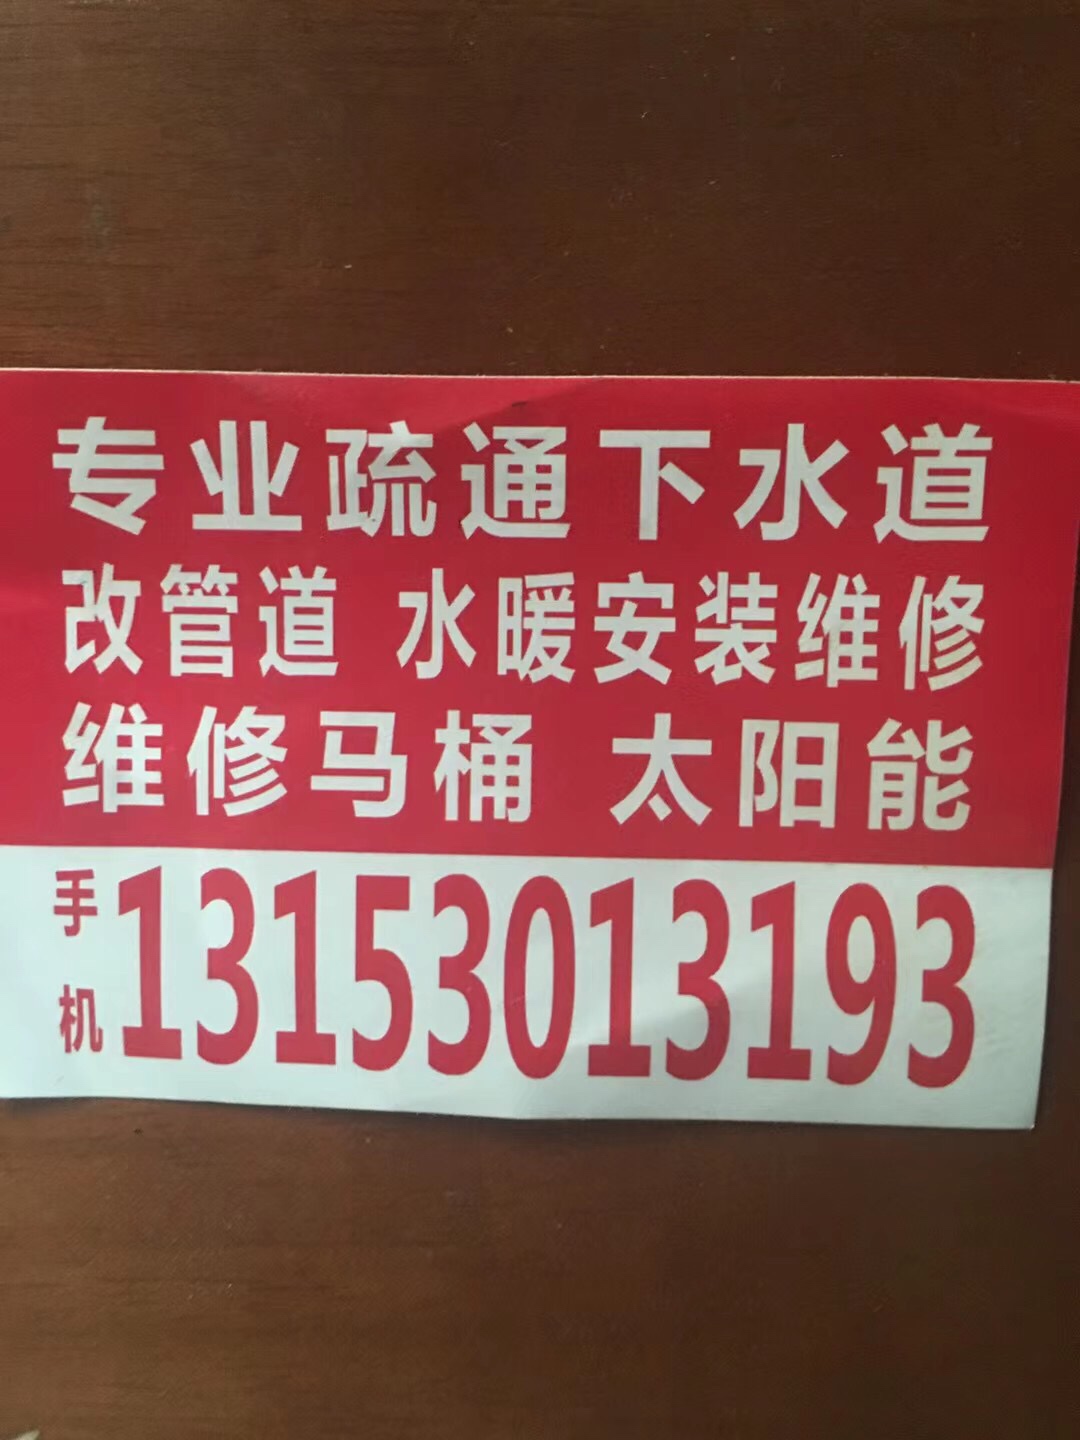 专业疏通下水道
改管道 水暖安装维修
维修马桶 太阳能
手机 13153013193